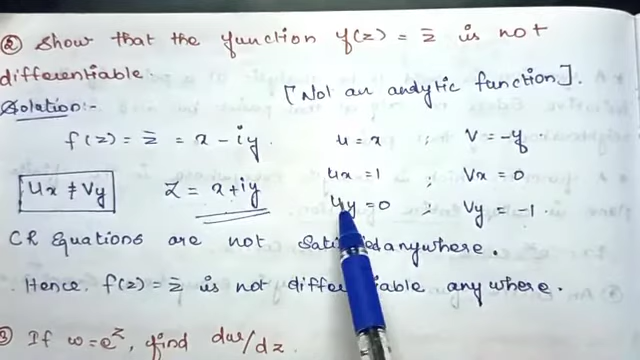 ② Show that the function f(z) = z̄ is not
differentiable.
[Not an analytic function].
Solution:-
f(z) = z̄ = x - iy. u = x ; v = -y.
ux = 1 ; vx = 0
ux ≠ vy z = x + iy uy = 0 ; vy = -1.
CR Equations are not anywhere.
Hence. f(z) = z̄ is not differentiable anywhere.
③ If w = e^z, find dw/dz.